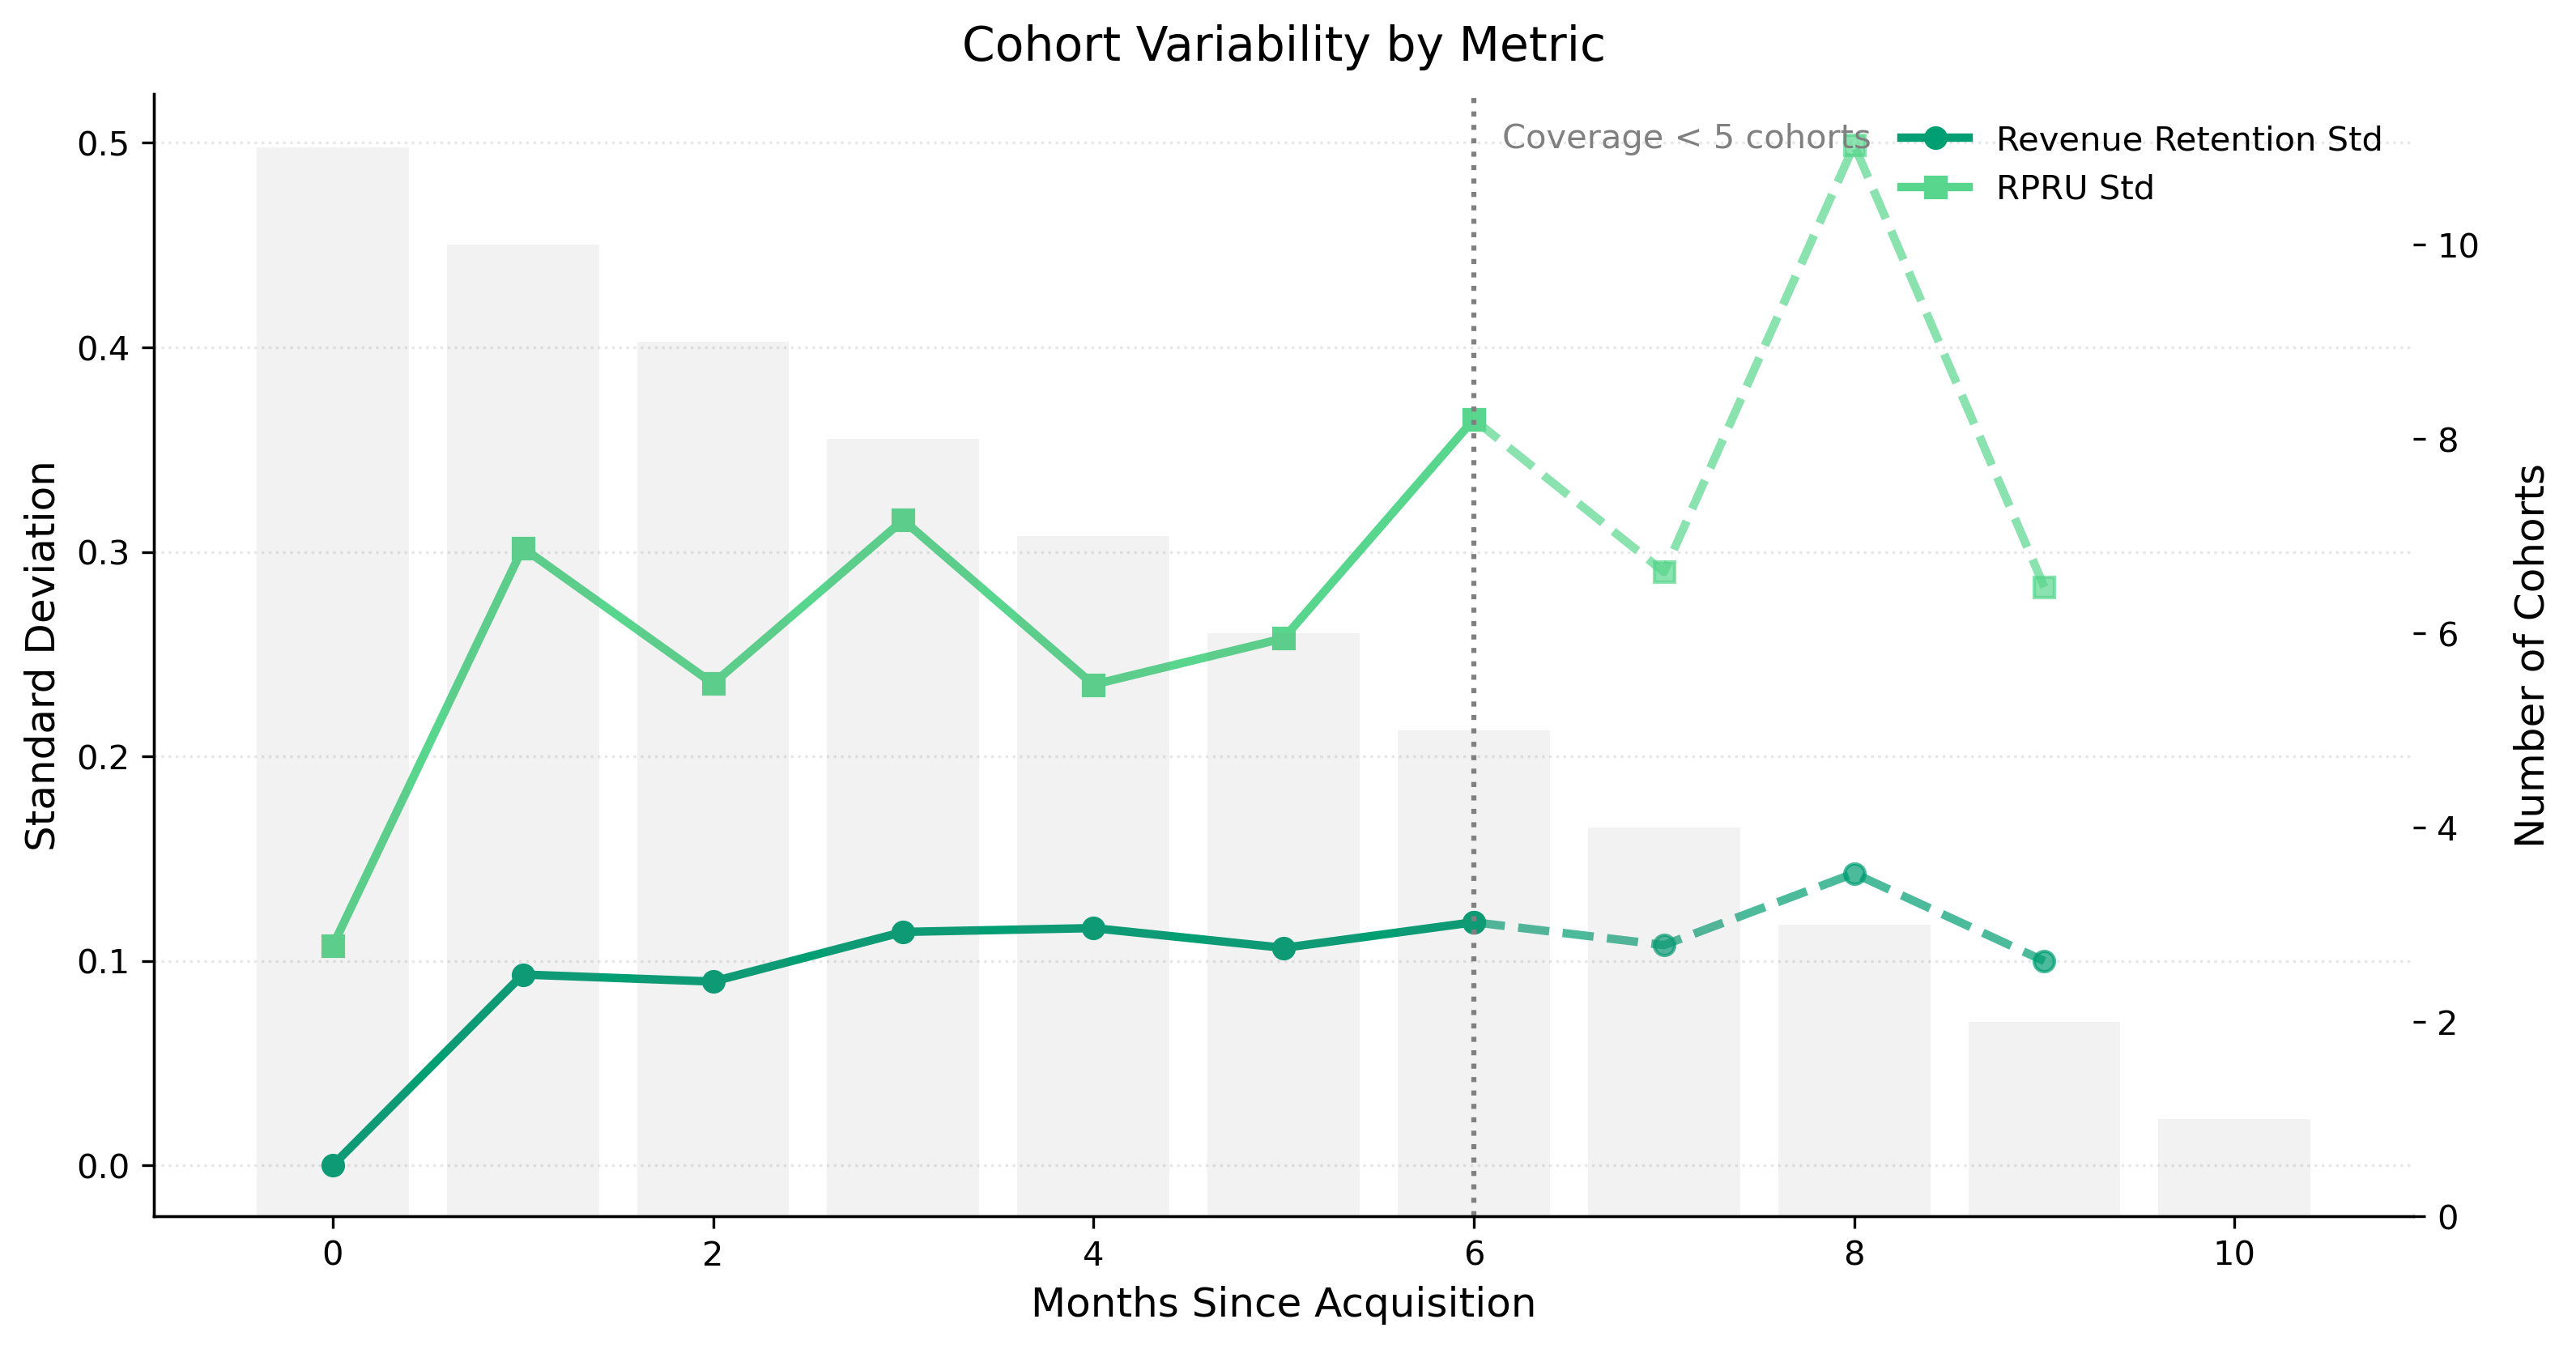 Cohort Variability by Metric
Coverage < 5 cohorts
Revenue Retention Std
RPRU Std
Standard Deviation
0.5
0.4
0.3
0.2
0.1
0.0
Number of Cohorts
10
8
6
4
2
0
0 2 4 6 8 10
Months Since Acquisition